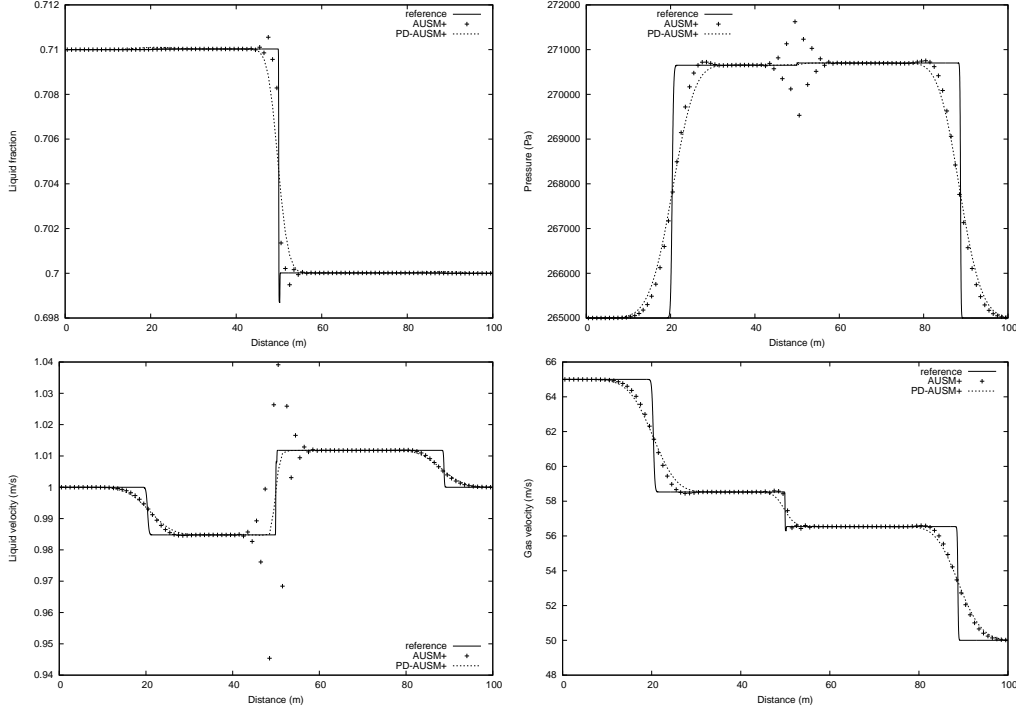 0.712
0.71
0.708
0.706
0.704
0.702
0.7
0.698
0 20 40 60 80 100
Liquid fraction
Distance (m)
reference
AUSM+
PD-AUSM+
272000
271000
270000
269000
268000
267000
266000
265000
0 20 40 60 80 100
Pressure (Pa)
Distance (m)
reference
AUSM+
PD-AUSM+
1.04
1.03
1.02
1.01
1
0.99
0.98
0.97
0.96
0.95
0.94
0 20 40 60 80 100
Liquid velocity (m/s)
Distance (m)
reference
AUSM+
PD-AUSM+
66
64
62
60
58
56
54
52
50
48
0 20 40 60 80 100
Gas velocity (m/s)
Distance (m)
reference
AUSM+
PD-AUSM+